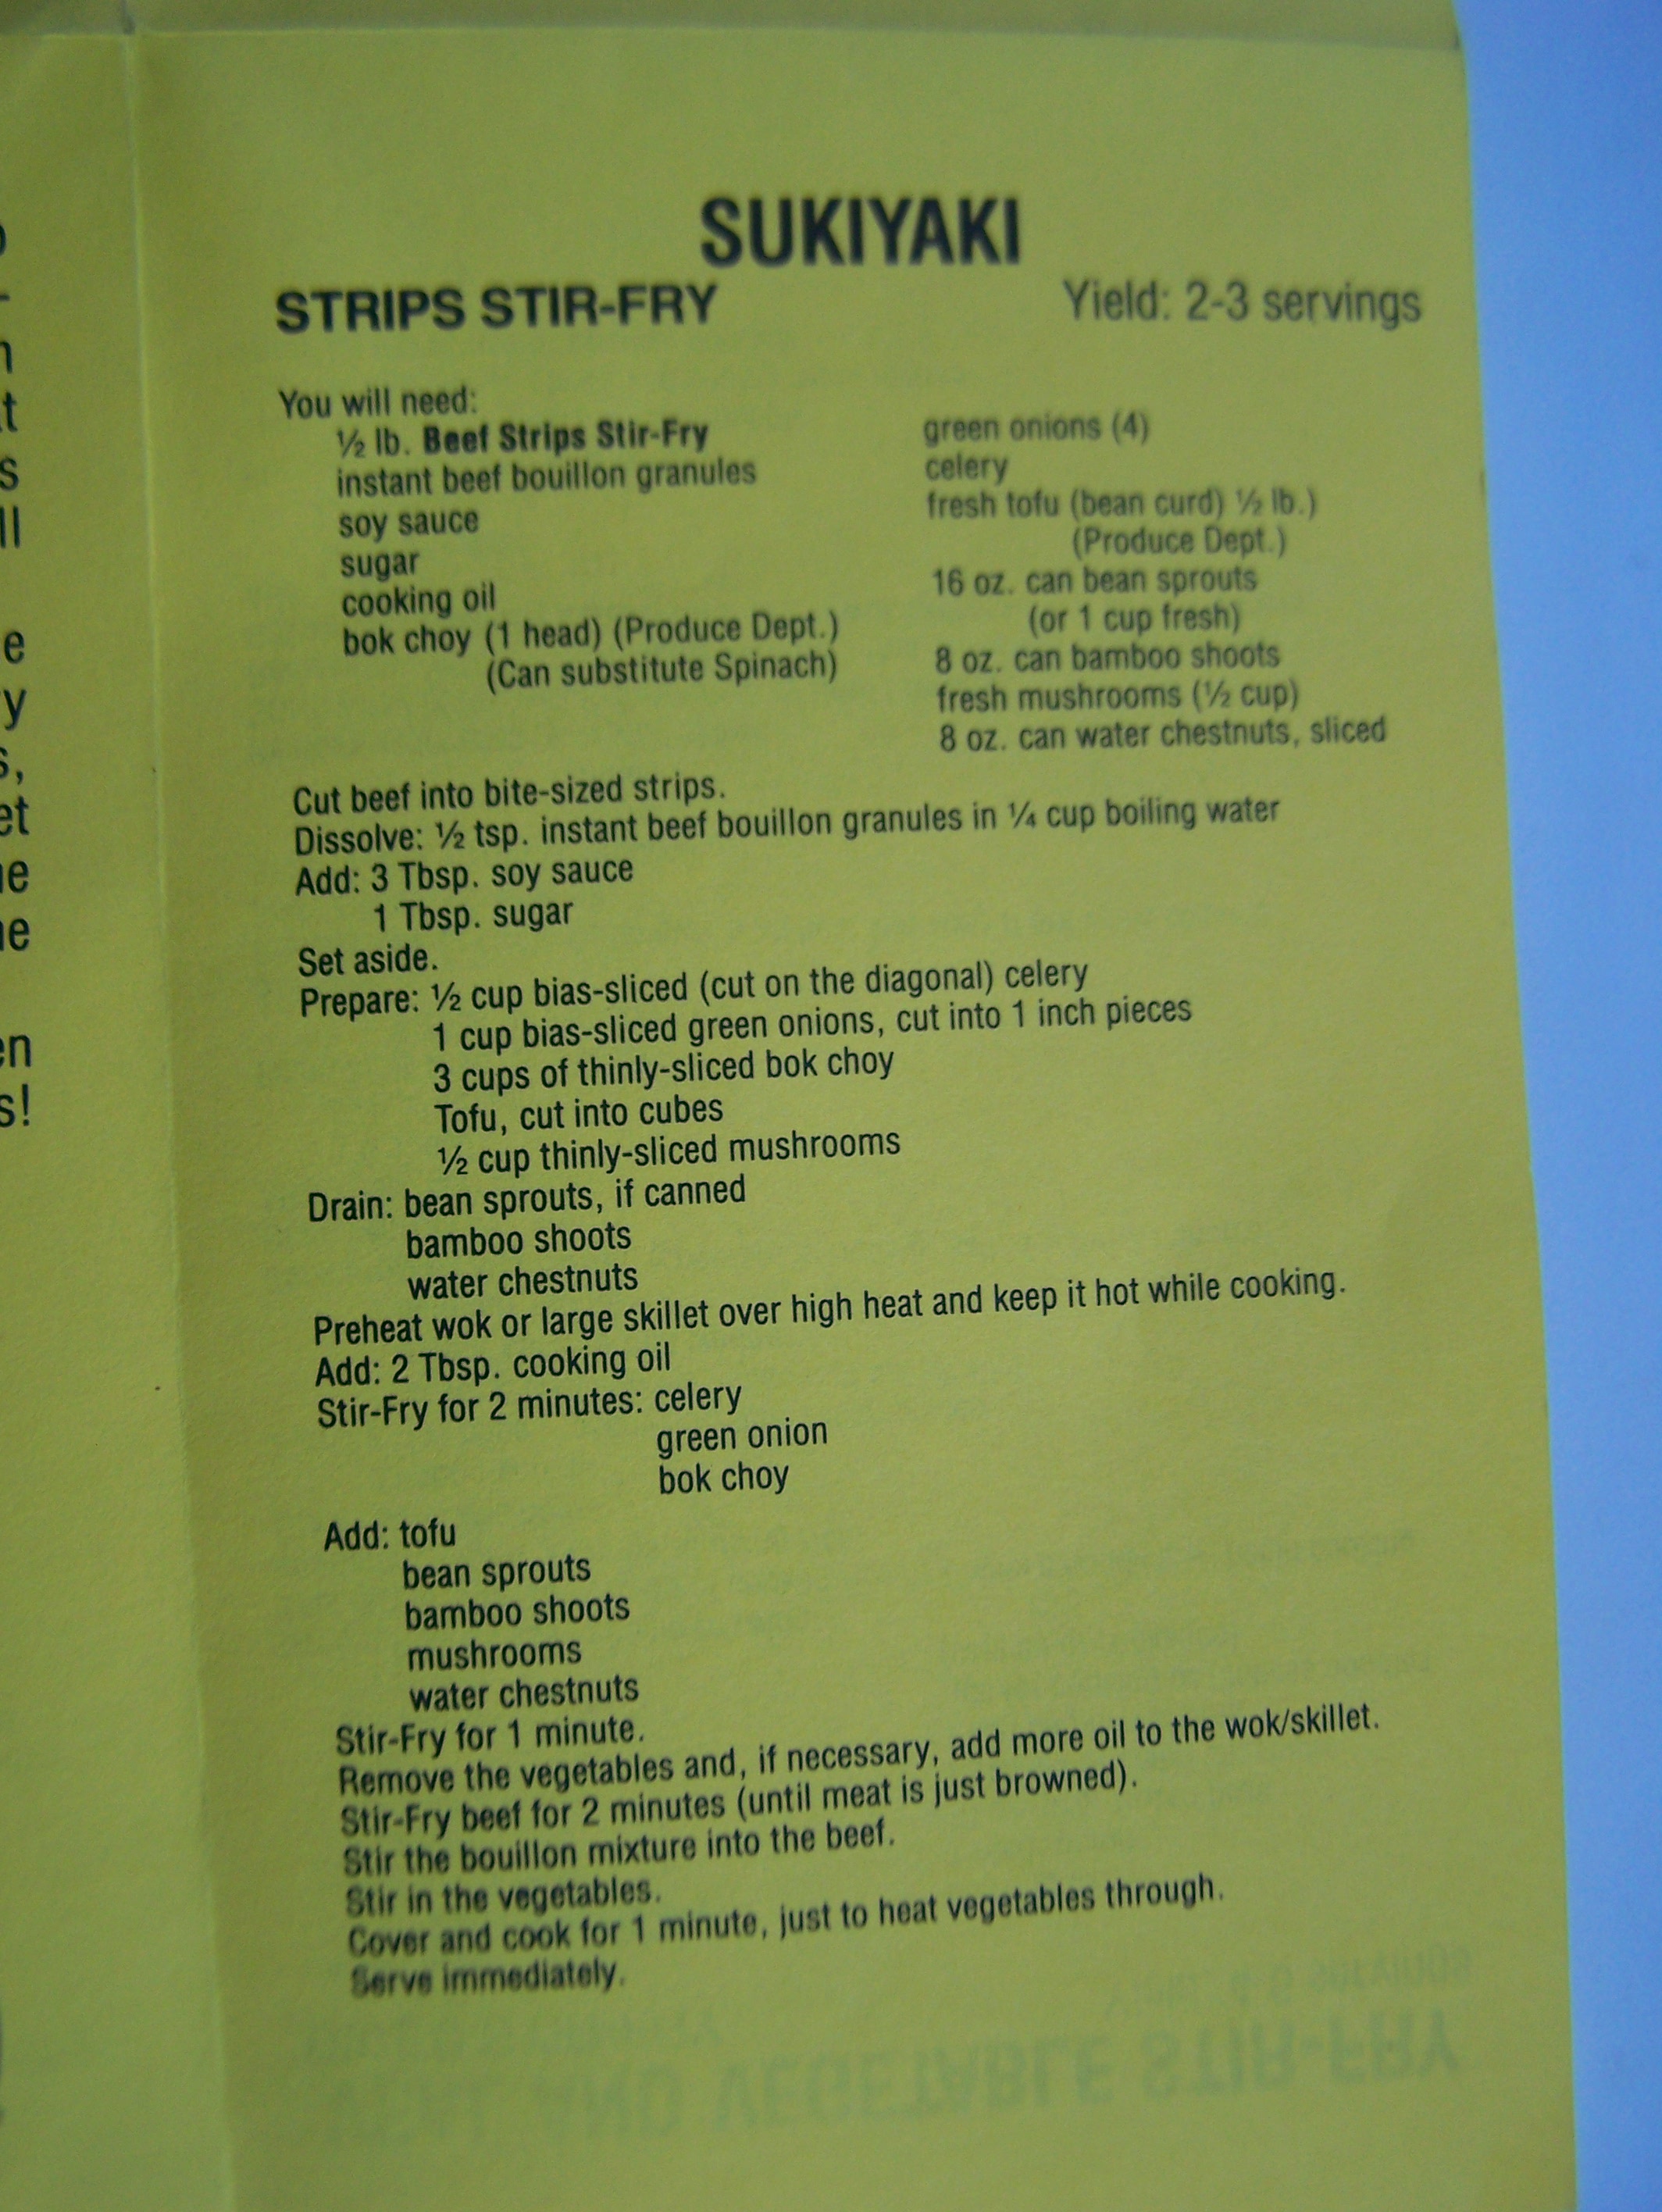 SUKIYAKI
STRIPS STIR-FRY Yield: 2-3 servings
You will need:
½ lb. Beef Strips Stir-Fry
instant beef bouillon granules
soy sauce
sugar
cooking oil
bok choy (1 head) (Produce Dept.)
(Can substitute Spinach)
green onions (4)
celery
fresh tofu (bean curd) ½ lb.)
(Produce Dept.)
16 oz. can bean sprouts
(or 1 cup fresh)
8 oz. can bamboo shoots
fresh mushrooms (½ cup)
8 oz. can water chestnuts, sliced
Cut beef into bite-sized strips.
Dissolve: ½ tsp. instant beef bouillon granules in ¼ cup boiling water
Add: 3 Tbsp. soy sauce
1 Tbsp. sugar
Set aside.
Prepare: ½ cup bias-sliced (cut on the diagonal) celery
1 cup bias-sliced green onions, cut into 1 inch pieces
3 cups of thinly-sliced bok choy
Tofu, cut into cubes
½ cup thinly-sliced mushrooms
Drain: bean sprouts, if canned
bamboo shoots
water chestnuts
Preheat wok or large skillet over high heat and keep it hot while cooking.
Add: 2 Tbsp. cooking oil
Stir-Fry for 2 minutes: celery
green onion
bok choy
Add: tofu
bean sprouts
bamboo shoots
mushrooms
water chestnuts
Stir-Fry for 1 minute.
Remove the vegetables and, if necessary, add more oil to the wok/skillet.
Stir-Fry beef for 2 minutes (until meat is just browned).
Stir the bouillon mixture into the beef.
Stir in the vegetables.
Cover and cook for 1 minute, just to heat vegetables through.
Serve immediately.